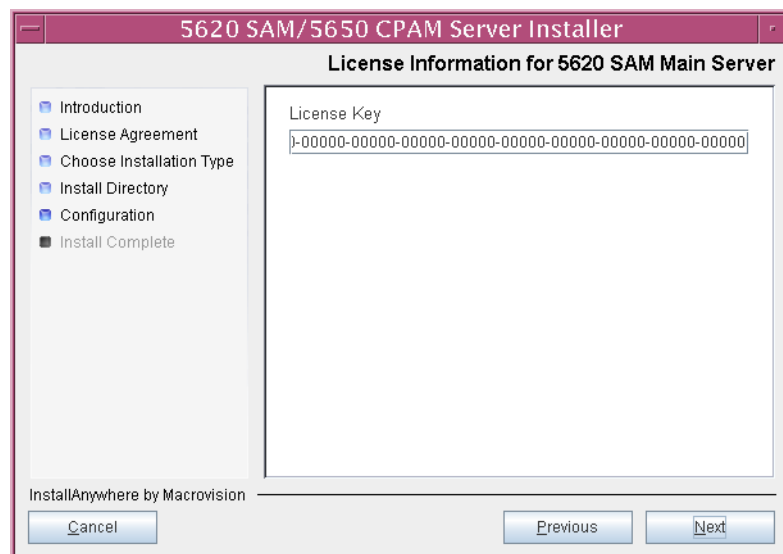 5620 SAM/5650 CPAM Server Installer
License Information for 5620 SAM Main Server
Introduction
License Agreement
Choose Installation Type
Install Directory
Configuration
Install Complete
License Key
)-00000-00000-00000-00000-00000-00000-00000-00000-00000
InstallAnywhere by Macrovision
Cancel
Previous
Next